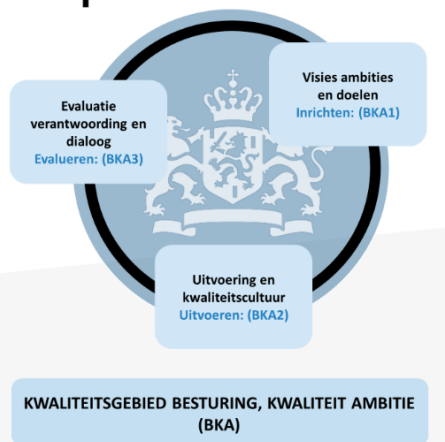 Visies ambities
en doelen
Inrichten: (BKA1)
Evaluatie
verantwoording en
dialoog
Evalueren: (BKA3)
Uitvoering en
kwaliteitscultuur
Uitvoeren: (BKA2)
KWALITEITSGEBIED BESTURING, KWALITEIT AMBITIE
(BKA)